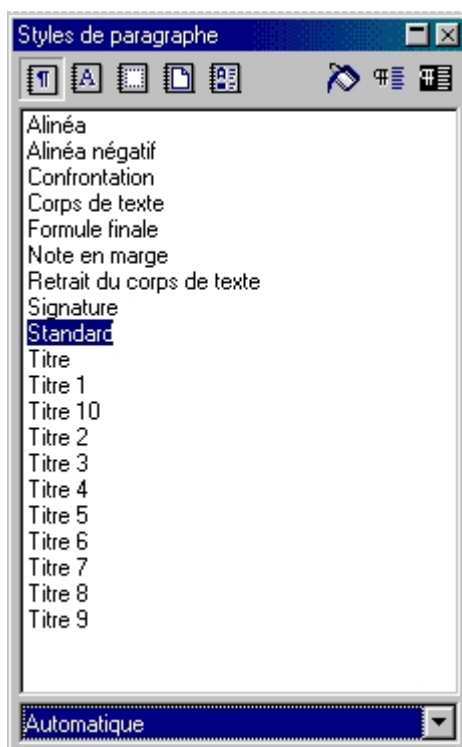 Styles de paragraphe
Alinéa
Alinéa négatif
Confrontation
Corps de texte
Formule finale
Note en marge
Retrait du corps de texte
Signature
Standard
Titre
Titre 1
Titre 10
Titre 2
Titre 3
Titre 4
Titre 5
Titre 6
Titre 7
Titre 8
Titre 9
Automatique